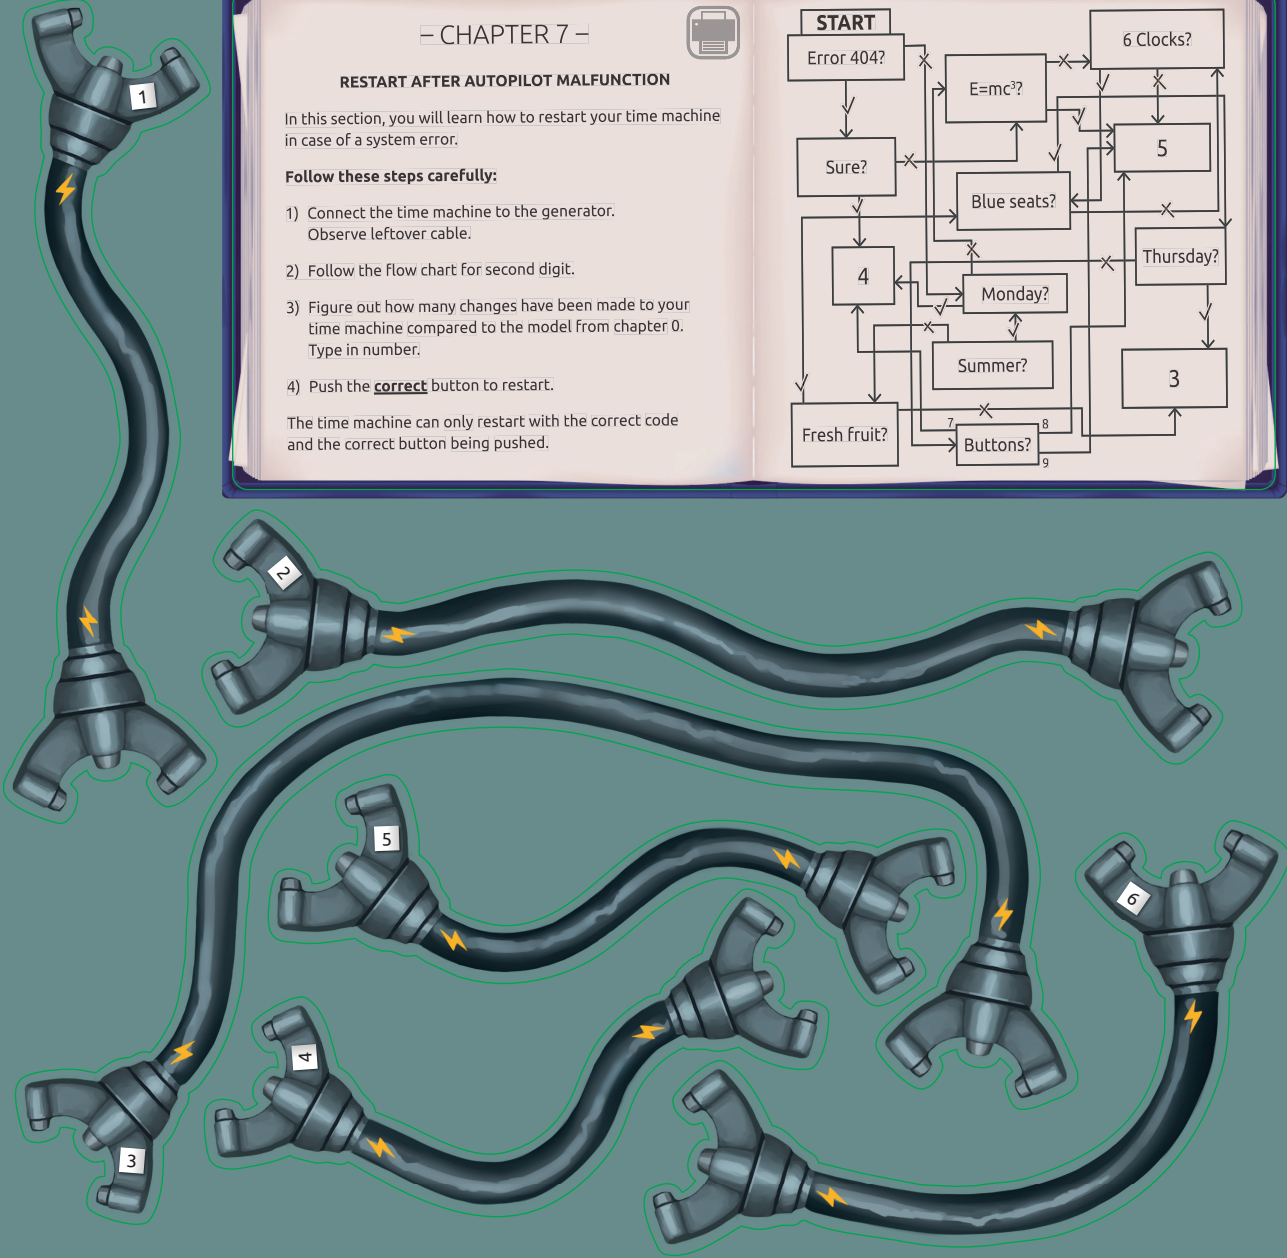 – CHAPTER 7 –
RESTART AFTER AUTOPILOT MALFUNCTION
In this section, you will learn how to restart your time machine
in case of a system error.
Follow these steps carefully:
1) Connect the time machine to the generator.
Observe leftover cable.
2) Follow the flow chart for second digit.
3) Figure out how many changes have been made to your
time machine compared to the model from chapter 0.
Type in number.
4) Push the correct button to restart.
The time machine can only restart with the correct code
and the correct button being pushed.
START
Error 404?
6 Clocks?
E=mc³?
Sure?
5
Blue seats?
Thursday?
4
Monday?
Summer?
3
Fresh fruit?
Buttons?
7
8
9
1
2
5
6
4
3